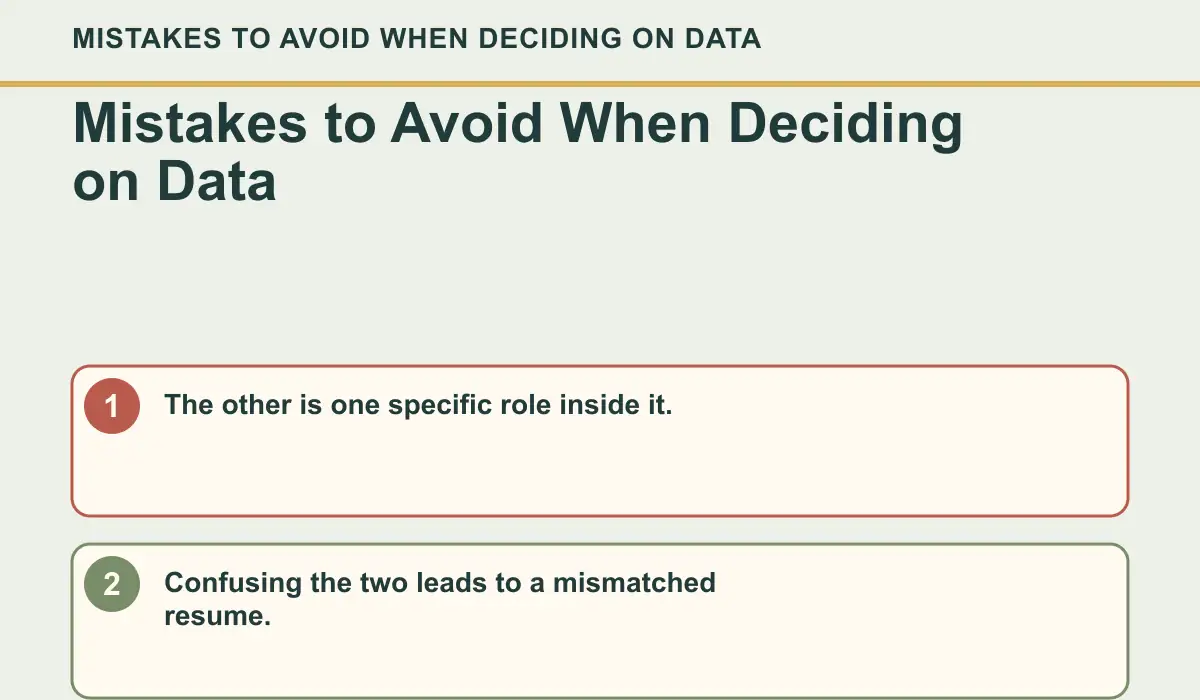 MISTAKES TO AVOID WHEN DECIDING ON DATA
Mistakes to Avoid When Deciding
on Data
1
The other is one specific role inside it.
2
Confusing the two leads to a mismatched
resume.